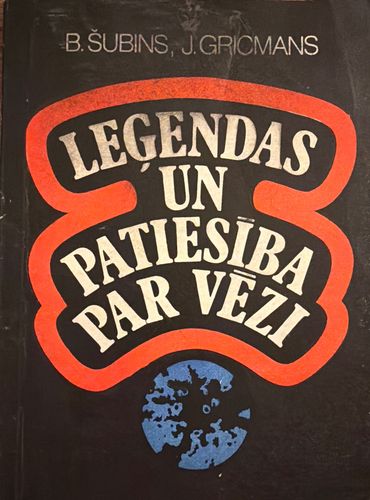 B. ŠUBINS, J. GRICMANS
LEĢENDAS
UN
PATIESĪBA
PAR VĒZI